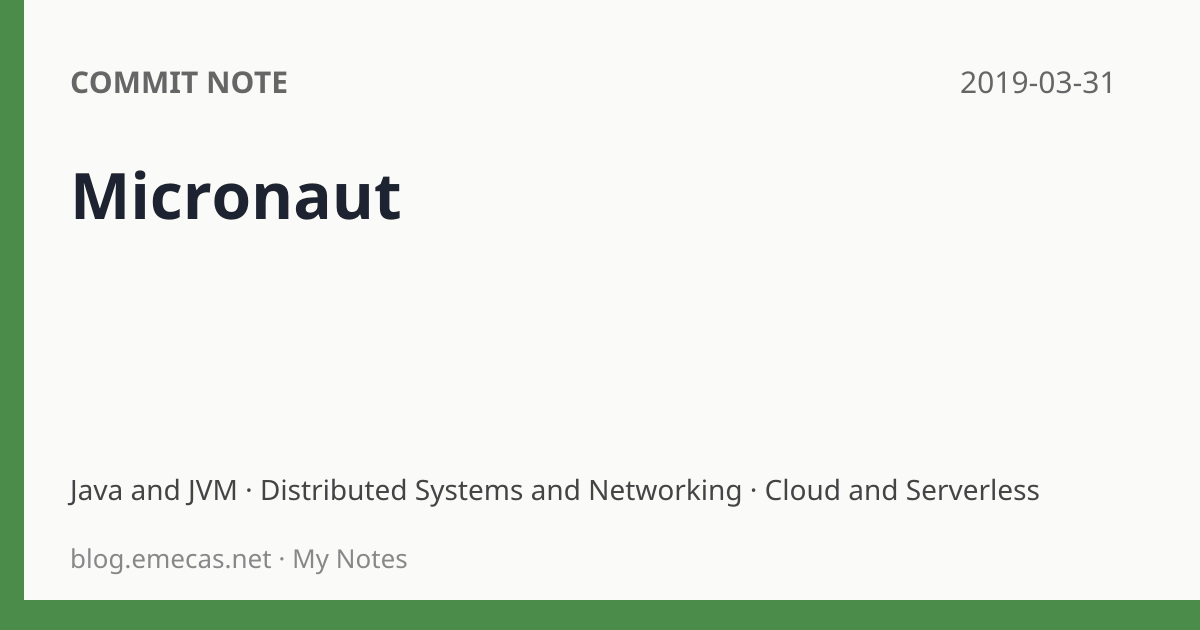 COMMIT NOTE
2019-03-31
Micronaut
Java and JVM · Distributed Systems and Networking · Cloud and Serverless
blog.emecas.net · My Notes